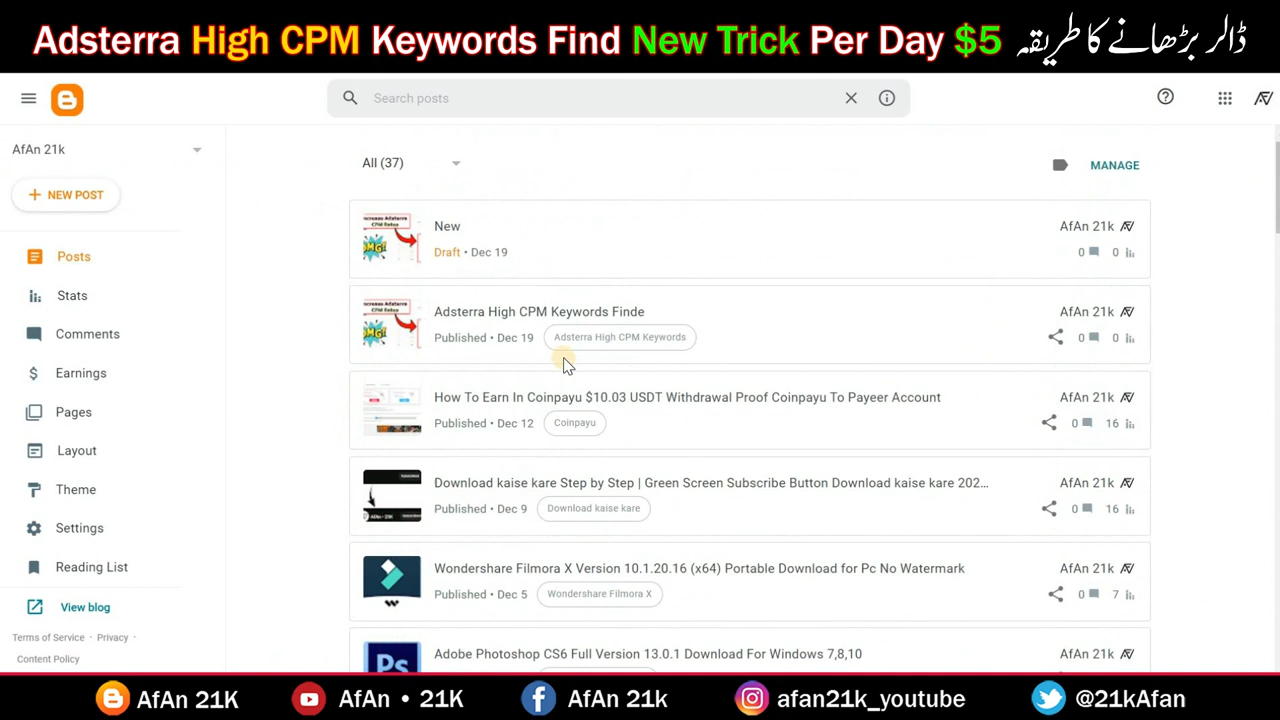 Adsterra High CPM Keywords Find New Trick Per Day $5 ڈالر بڑھانے کا طریقہ
Search posts
AfAn 21k
All (37)
MANAGE
NEW POST
Posts
Stats
Comments
Earnings
Pages
Layout
Theme
Settings
Reading List
View blog
Terms of Service · Privacy ·
Content Policy
New
AfAn 21k
Draft • Dec 19
0 0
Adsterra High CPM Keywords Finde
AfAn 21k
Published • Dec 19 Adsterra High CPM Keywords
0 0
How To Earn In Coinpayu $10.03 USDT Withdrawal Proof Coinpayu To Payeer Account
AfAn 21k
Published • Dec 12 Coinpayu
0 16
Download kaise kare Step by Step | Green Screen Subscribe Button Download kaise kare 202...
AfAn 21k
Published • Dec 9 Download kaise kare
0 16
Wondershare Filmora X Version 10.1.20.16 (x64) Portable Download for Pc No Watermark
AfAn 21k
Published • Dec 5 Wondershare Filmora X
0 7
Adobe Photoshop CS6 Full Version 13.0.1 Download For Windows 7,8,10
AfAn 21k
Ps
AfAn 21K AfAn • 21K AfAn 21k afan21k_youtube @21kAfan